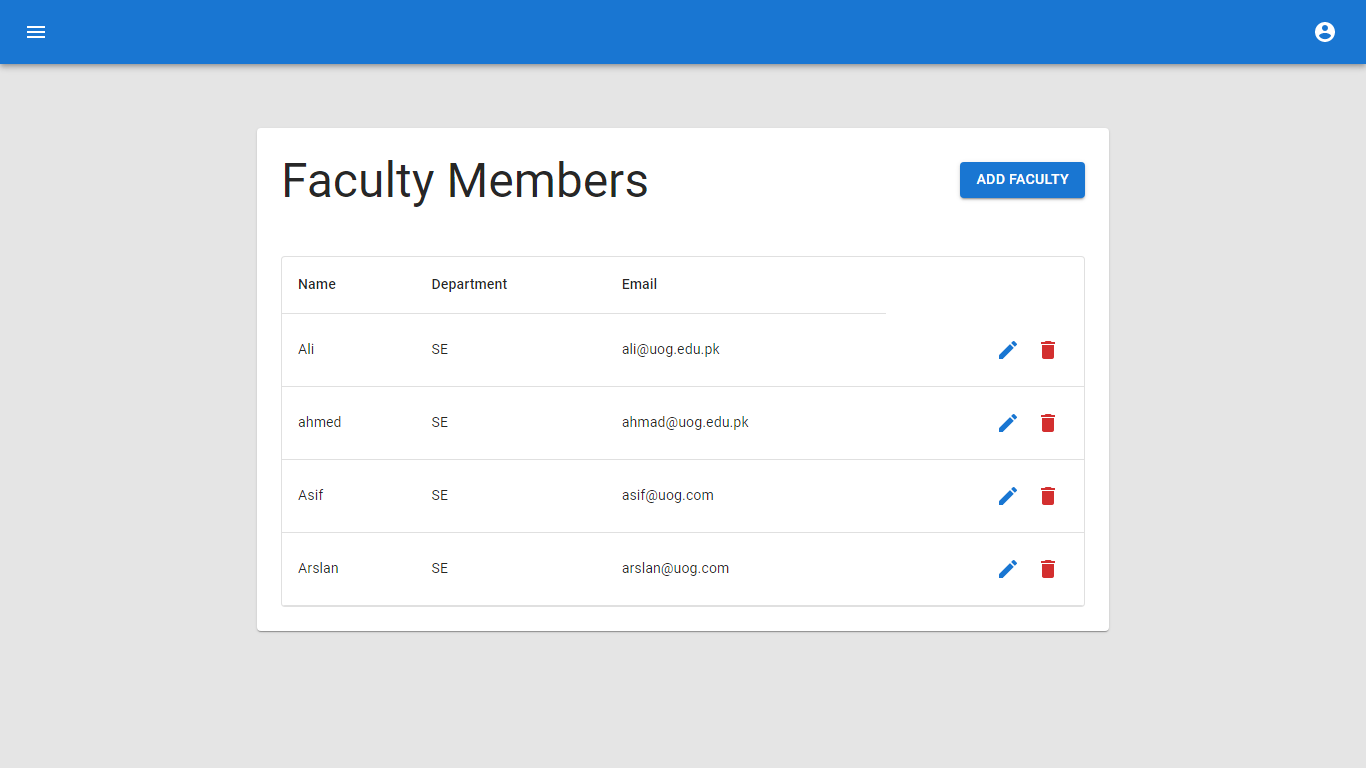 Faculty Members
ADD FACULTY
Name Department Email
Ali SE ali@uog.edu.pk
ahmed SE ahmad@uog.edu.pk
Asif SE asif@uog.com
Arslan SE arslan@uog.com